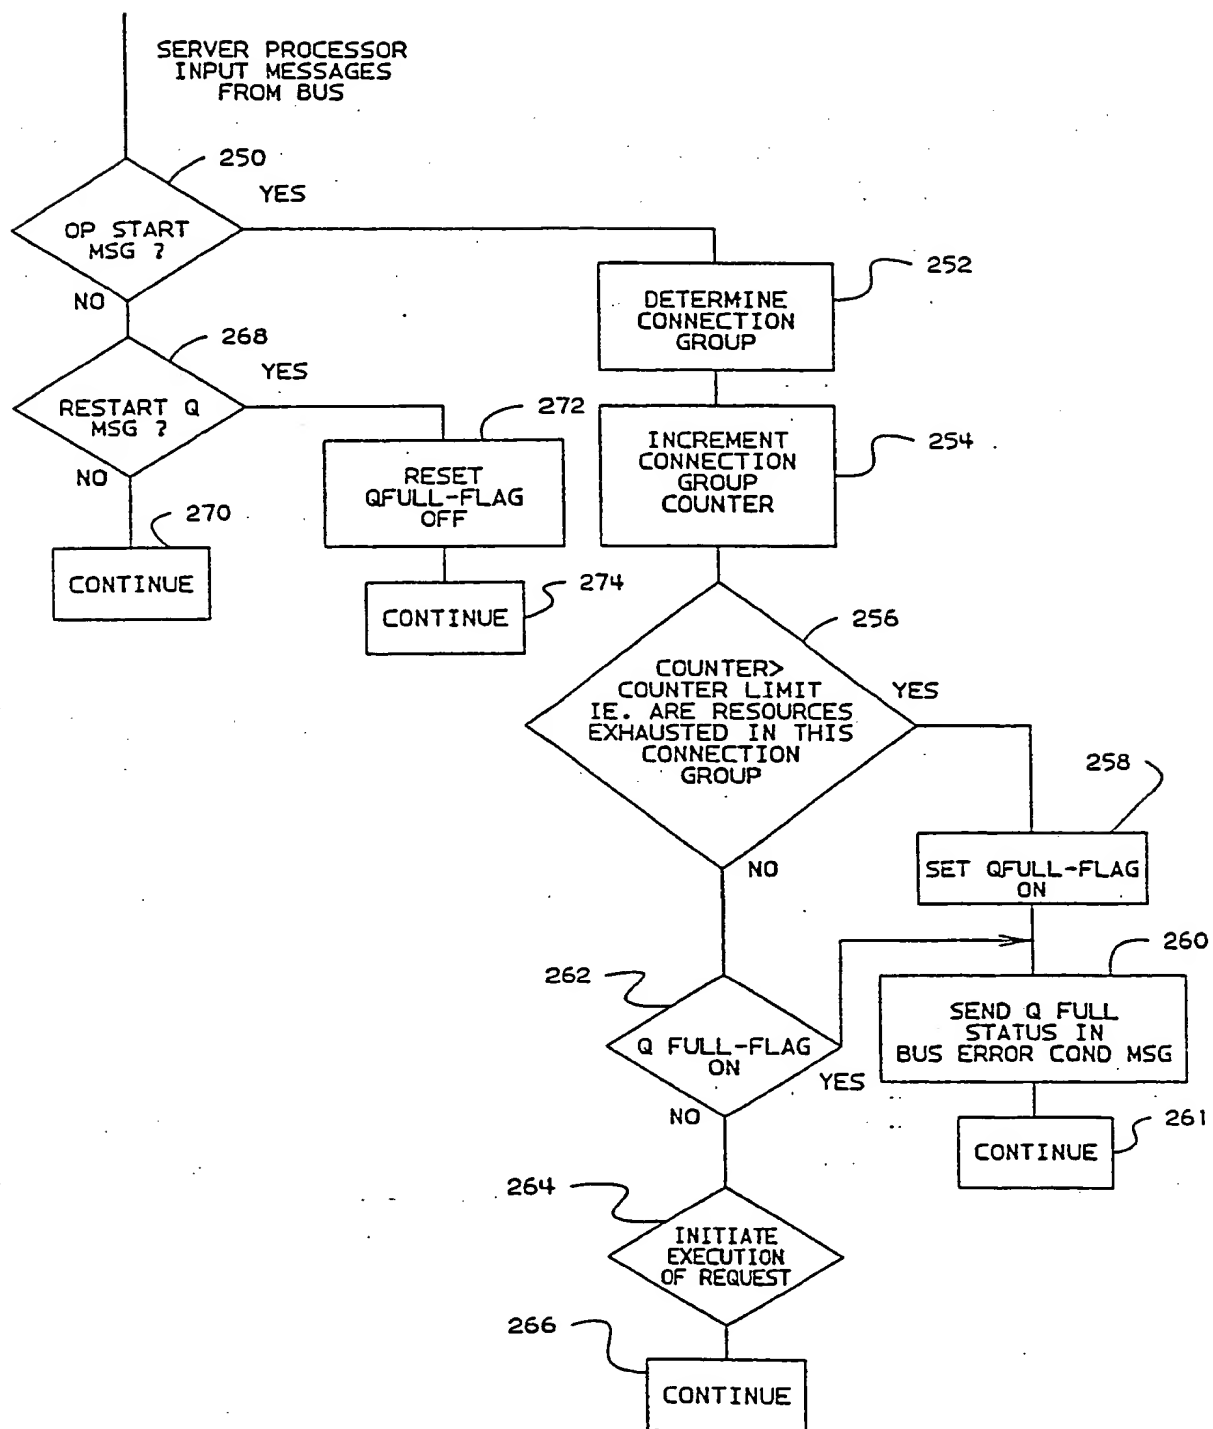 SERVER PROCESSOR
INPUT MESSAGES
FROM BUS
250
YES
OP START
MSG ?
NO
252
DETERMINE
CONNECTION
GROUP
268
YES
RESTART Q
MSG ?
NO
272
RESET
QFULL-FLAG
OFF
254
INCREMENT
CONNECTION
GROUP
COUNTER
270
CONTINUE
274
CONTINUE
256
COUNTER>
COUNTER LIMIT
IE. ARE RESOURCES
EXHAUSTED IN THIS
CONNECTION
GROUP
YES
NO
258
SET QFULL-FLAG
ON
260
SEND Q FULL
STATUS IN
BUS ERROR COND MSG
262
Q FULL-FLAG
ON
YES
NO
261
CONTINUE
264
INITIATE
EXECUTION
OF REQUEST
266
CONTINUE